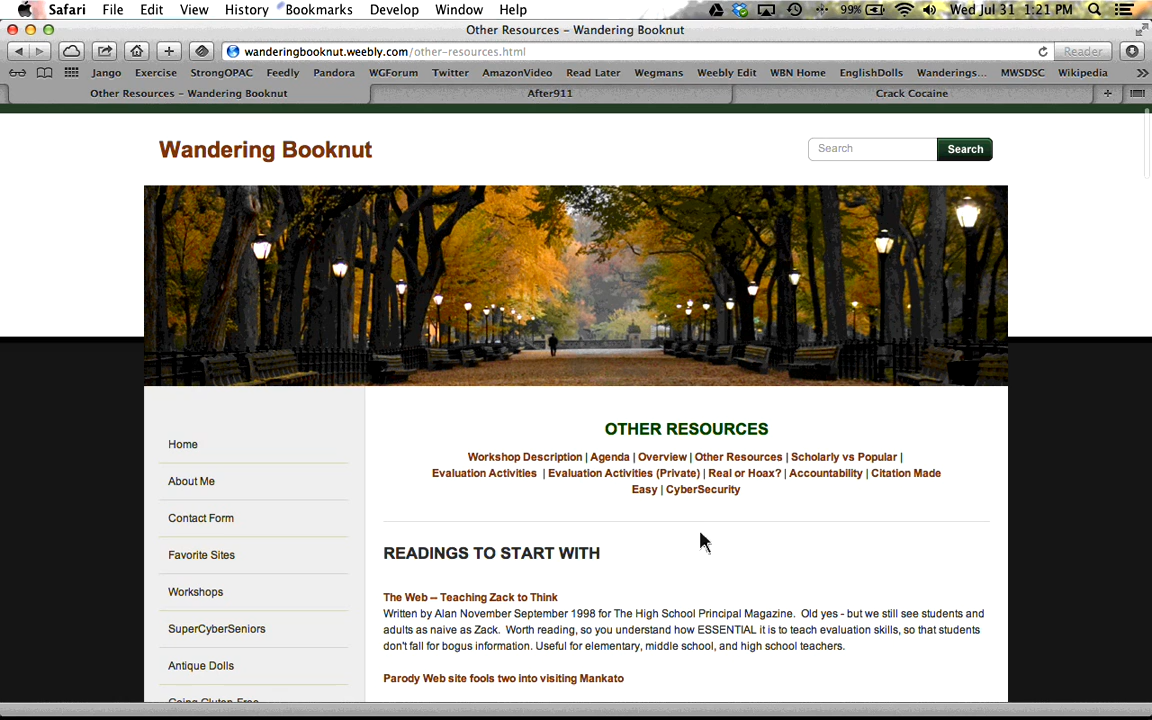 Safari File Edit View History Bookmarks Develop Window Help 99% Wed Jul 31 1:21 PM
Other Resources – Wandering Booknut
wanderingbooknut.weebly.com/other-resources.html Reader
Jango Exercise StrongOPAC Feedly Pandora WGForum Twitter AmazonVideo Read Later Wegmans Weebly Edit WBN Home EnglishDolls Wanderings... MWSDSC Wikipedia
Other Resources – Wandering Booknut After911 Crack Cocaine
Wandering Booknut
Search Search
OTHER RESOURCES
Workshop Description | Agenda | Overview | Other Resources | Scholarly vs Popular |
Evaluation Activities | Evaluation Activities (Private) | Real or Hoax? | Accountability | Citation Made
Easy | CyberSecurity
Home
About Me
Contact Form
Favorite Sites
Workshops
SuperCyberSeniors
Antique Dolls
Going Gluten-Free
READINGS TO START WITH
The Web -- Teaching Zack to Think
Written by Alan November September 1998 for The High School Principal Magazine. Old yes - but we still see students and
adults as naive as Zack. Worth reading, so you understand how ESSENTIAL it is to teach evaluation skills, so that students
don't fall for bogus information. Useful for elementary, middle school, and high school teachers.
Parody Web site fools two into visiting Mankato